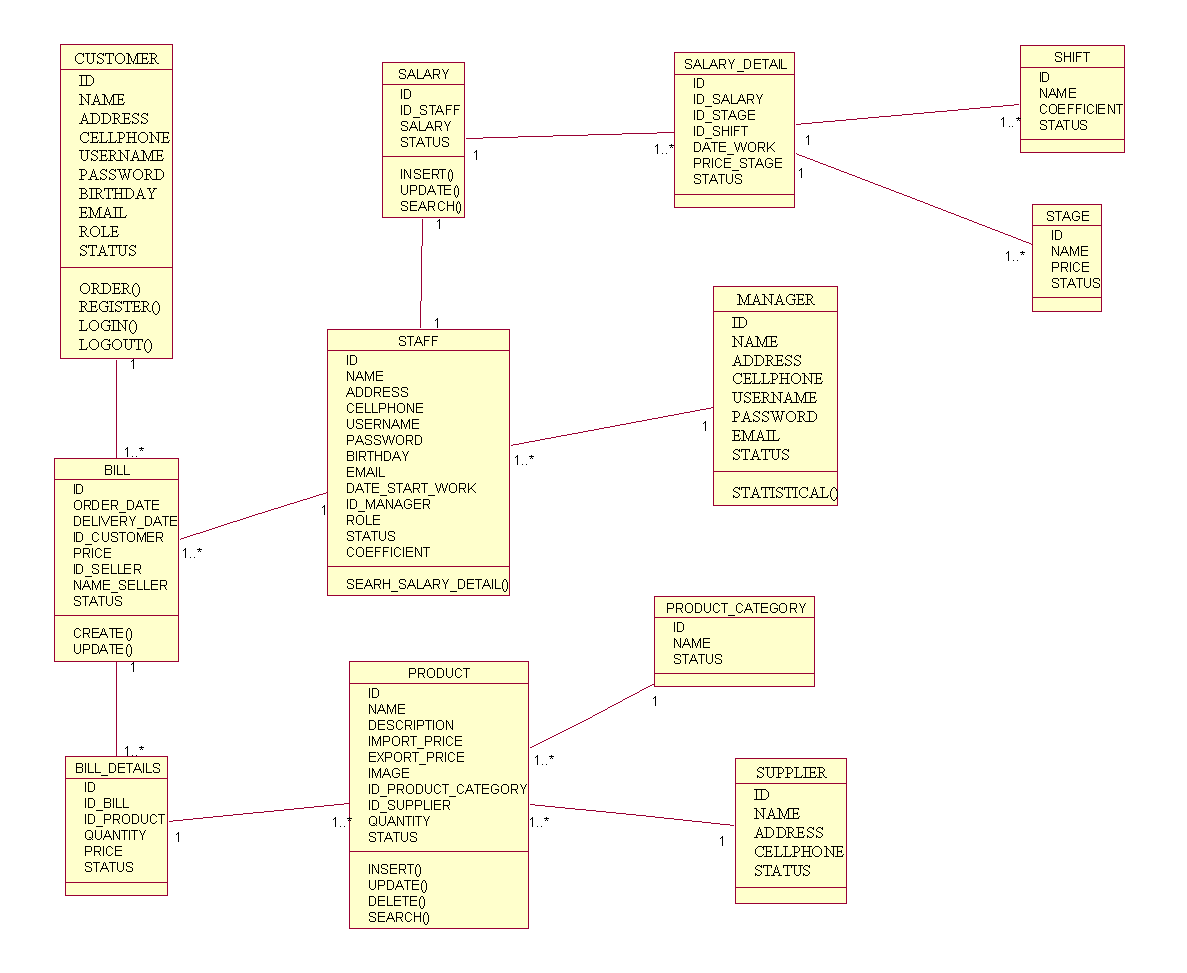 CUSTOMER
ID
NAME
ADDRESS
CELLPHONE
USERNAME
PASSWORD
BIRTHDAY
EMAIL
ROLE
STATUS
ORDER()
REGISTER()
LOGIN()
LOGOUT()
1
1..*
SALARY
ID
ID_STAFF
SALARY
STATUS
INSERT()
UPDATE()
SEARCH()
1
1..*
1
1
SALARY_DETAIL
ID
ID_SALARY
ID_STAGE
ID_SHIFT
DATE_WORK
PRICE_STAGE
STATUS
1
1..*
1
1..*
SHIFT
ID
NAME
COEFFICIENT
STATUS
STAGE
ID
NAME
PRICE
STATUS
STAFF
ID
NAME
ADDRESS
CELLPHONE
USERNAME
PASSWORD
BIRTHDAY
EMAIL
DATE_START_WORK
ID_MANAGER
ROLE
STATUS
COEFFICIENT
SEARH_SALARY_DETAIL()
1..*
1
MANAGER
ID
NAME
ADDRESS
CELLPHONE
USERNAME
PASSWORD
EMAIL
STATUS
STATISTICAL()
BILL
ID
ORDER_DATE
DELIVERY_DATE
ID_CUSTOMER
PRICE
ID_SELLER
NAME_SELLER
STATUS
CREATE()
UPDATE()
1..*
1
1
1..*
BILL_DETAILS
ID
ID_BILL
ID_PRODUCT
QUANTITY
PRICE
STATUS
1
1..*
PRODUCT
ID
NAME
DESCRIPTION
IMPORT_PRICE
EXPORT_PRICE
IMAGE
ID_PRODUCT_CATEGORY
ID_SUPPLIER
QUANTITY
STATUS
INSERT()
UPDATE()
DELETE()
SEARCH()
1..*
1
1..*
1
PRODUCT_CATEGORY
ID
NAME
STATUS
SUPPLIER
ID
NAME
ADDRESS
CELLPHONE
STATUS